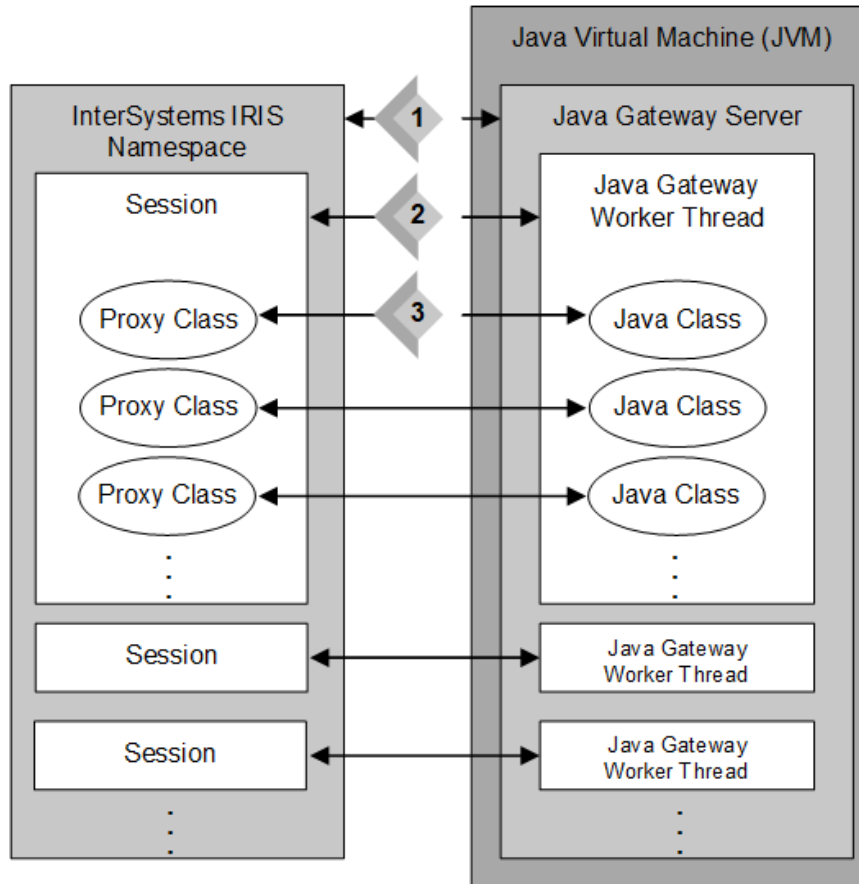 Java Virtual Machine (JVM)
InterSystems IRIS
Namespace
1
Java Gateway Server
Session
2
Java Gateway
Worker Thread
Proxy Class
3
Java Class
Proxy Class
Java Class
Proxy Class
Java Class
Session
Java Gateway
Worker Thread
Session
Java Gateway
Worker Thread